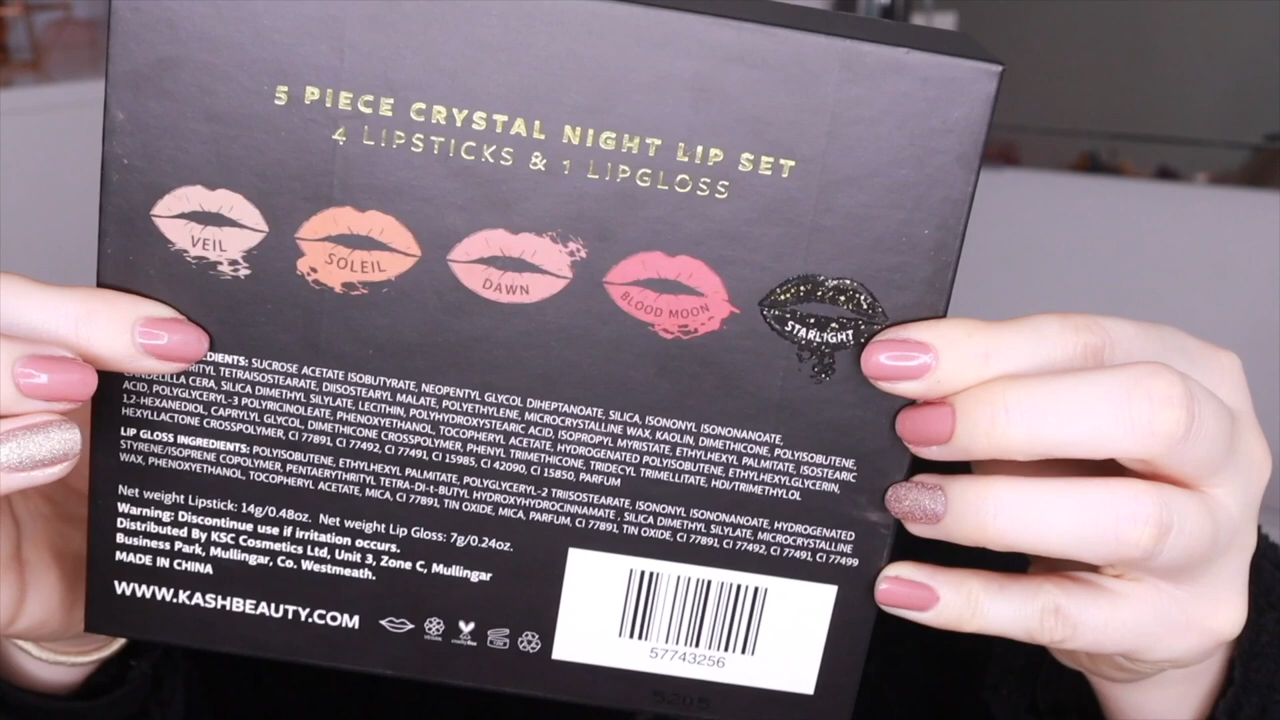 5 PIECE CRYSTAL NIGHT LIP SET
4 LIPSTICKS & 1 LIPGLOSS
VEIL
SOLEIL
DAWN
BLOOD MOON
STARLIGHT
DIENTS: SUCROSE ACETATE ISOBUTYRATE, NEOPENTYL GLYCOL DIHEPTANOATE, SILICA, ISONONYL ISONONANOATE,
TETRAISOSTEARATE, DIISOSTEARYL MALATE, POLYETHYLENE, MICROCRYSTALLINE WAX, KAOLIN, DIMETHICONE, POLYISOBUTENE,
CANDELILLA CERA, SILICA DIMETHYL SILYLATE, LECITHIN, POLYHYDROXYSTEARIC ACID, ISOPROPYL MYRISTATE, ETHYLHEXYL PALMITATE, ISOSTEARIC
ACID, POLYGLYCERYL-3 POLYRICINOLEATE, PHENOXYETHANOL, TOCOPHERYL ACETATE, HYDROGENATED POLYISOBUTENE, ETHYLHEXYLGLYCERIN,
1,2-HEXANEDIOL, CAPRYLYL GLYCOL, DIMETHICONE CROSSPOLYMER, PHENYL TRIMETHICONE, TRIDECYL TRIMELLITATE, HDI/TRIMETHYLOL
HEXYLLACTONE CROSSPOLYMER, CI 77891, CI 77492, CI 77491, CI 15985, CI 42090, CI 15850, PARFUM
LIP GLOSS INGREDIENTS: POLYISOBUTENE, ETHYLHEXYL PALMITATE, POLYGLYCERYL-2 TRIISOSTEARATE, ISONONYL ISONONANOATE, HYDROGENATED
STYRENE/ISOPRENE COPOLYMER, PENTAERYTHRITYL TETRA-DI-t-BUTYL HYDROXYHYDROCINNAMATE , SILICA DIMETHYL SILYLATE, MICROCRYSTALLINE
WAX, PHENOXYETHANOL, TOCOPHERYL ACETATE, MICA, CI 77891, TIN OXIDE, MICA, PARFUM, CI 77891, TIN OXIDE, CI 77891, CI 77492, CI 77491, CI 77499
Net weight Lipstick: 14g/0.48oz. Net weight Lip Gloss: 7g/0.24oz.
Warning: Discontinue use if irritation occurs.
Distributed By KSC Cosmetics Ltd, Unit 3, Zone C, Mullingar
Business Park, Mullingar, Co. Westmeath.
MADE IN CHINA
WWW.KASHBEAUTY.COM
VEGAN
crueltyfree
12M
57743256